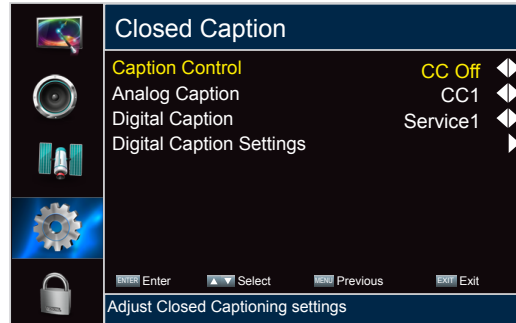 Closed Caption
Caption Control CC Off
Analog Caption CC1
Digital Caption Service1
Digital Caption Settings
ENTER Enter ▲ ▼ Select MENU Previous EXIT Exit
Adjust Closed Captioning settings